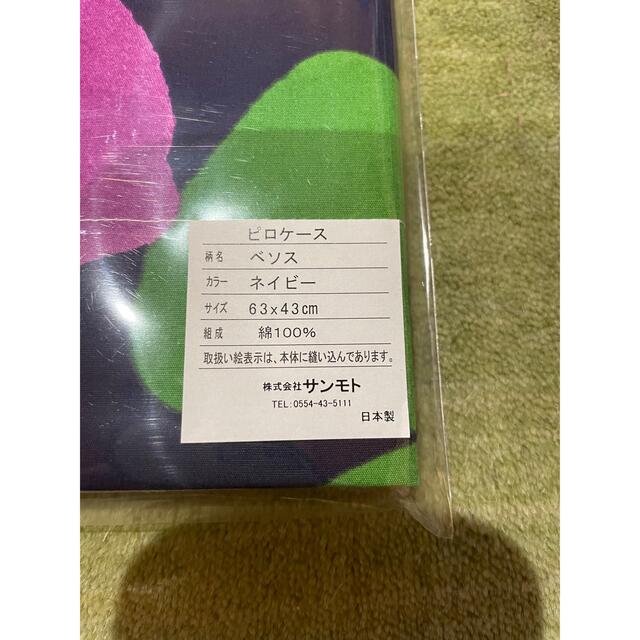 ピロケース
柄名 ベソス
カラー ネイビー
サイズ 63x43cm
組成 綿100%
取扱い絵表示は、本体に縫い込んであります。
株式会社サンモト
TEL:0554-43-5111
日本製